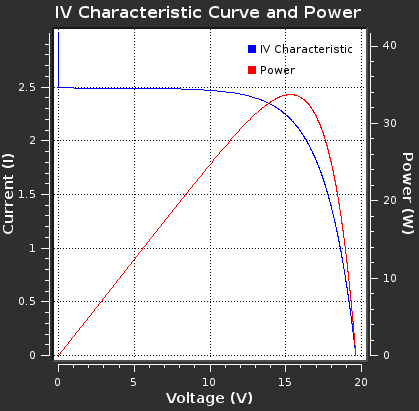 IV Characteristic Curve and Power
IV Characteristic
Power
Current (I)
2.5
2
1.5
1
0.5
0
40
30
20
10
0
Power (W)
0 5 10 15 20
Voltage (V)